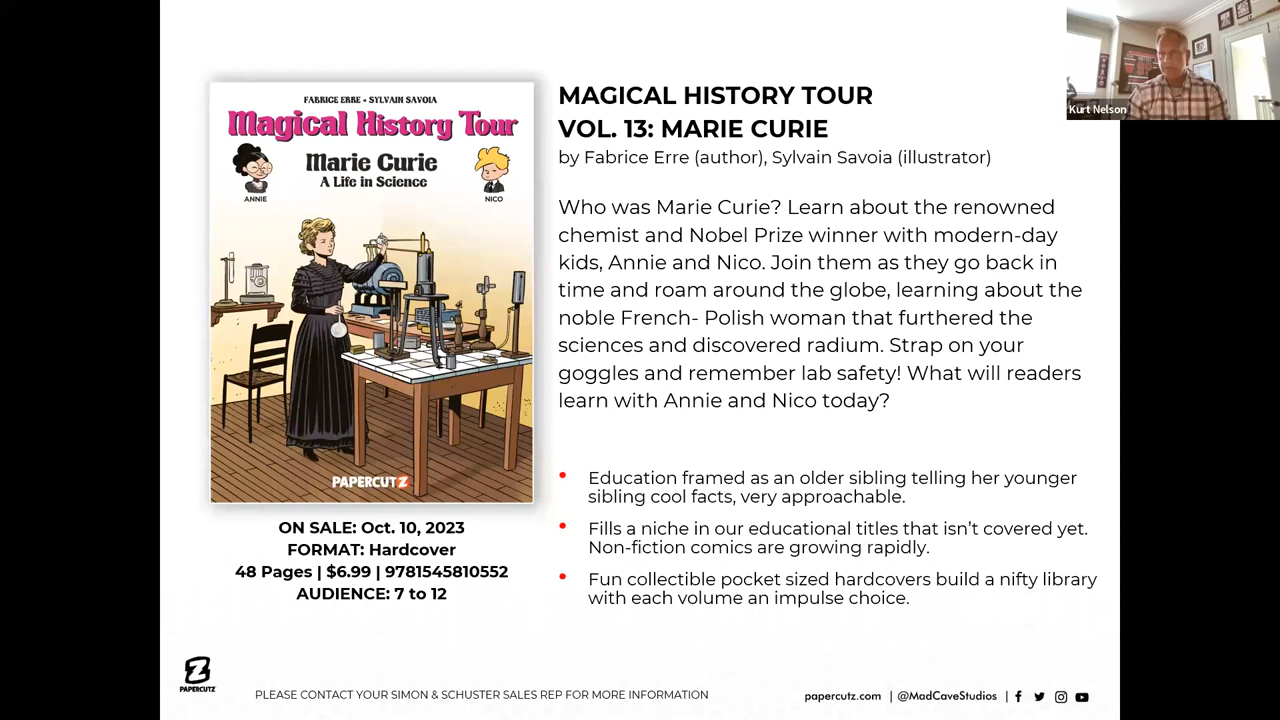 Kurt Nelson
FABRICE ERRE • SYLVAIN SAVOIA
Magical History Tour
Marie Curie
A Life in Science
ANNIE
NICO
PAPERCUTZ
ON SALE: Oct. 10, 2023
FORMAT: Hardcover
48 Pages | $6.99 | 9781545810552
AUDIENCE: 7 to 12
MAGICAL HISTORY TOUR
VOL. 13: MARIE CURIE
by Fabrice Erre (author), Sylvain Savoia (illustrator)
Who was Marie Curie? Learn about the renowned
chemist and Nobel Prize winner with modern-day
kids, Annie and Nico. Join them as they go back in
time and roam around the globe, learning about the
noble French- Polish woman that furthered the
sciences and discovered radium. Strap on your
goggles and remember lab safety! What will readers
learn with Annie and Nico today?
• Education framed as an older sibling telling her younger
sibling cool facts, very approachable.
• Fills a niche in our educational titles that isn’t covered yet.
Non-fiction comics are growing rapidly.
• Fun collectible pocket sized hardcovers build a nifty library
with each volume an impulse choice.
Z
PAPERCUTZ
PLEASE CONTACT YOUR SIMON & SCHUSTER SALES REP FOR MORE INFORMATION
papercutz.com | @MadCaveStudios |